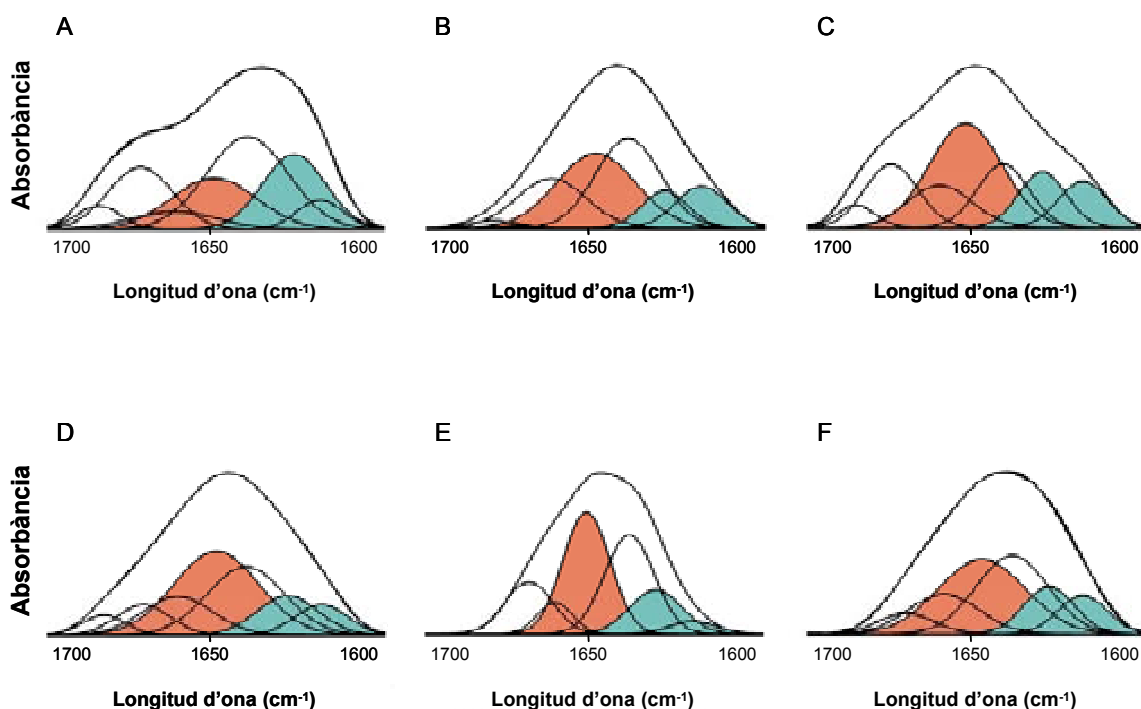 A
B
C
Absorbància
1700 1650 1600
1700 1650 1600
1700 1650 1600
Longitud d’ona (cm-1)
Longitud d’ona (cm-1)
Longitud d’ona (cm-1)
D
E
F
Absorbància
1700 1650 1600
1700 1650 1600
1700 1650 1600
Longitud d’ona (cm-1)
Longitud d’ona (cm-1)
Longitud d’ona (cm-1)